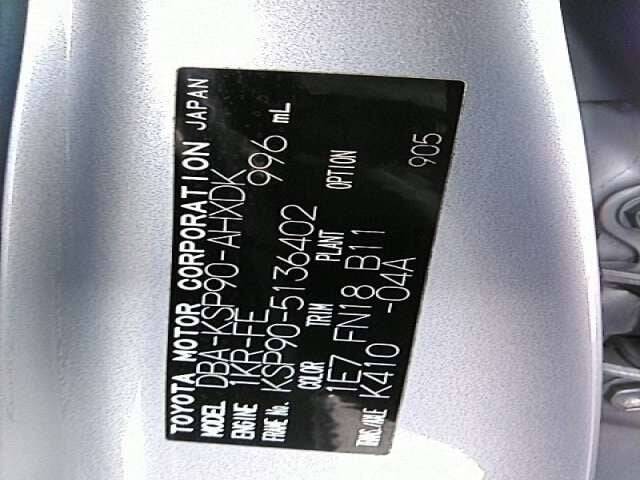 TOYOTA MOTOR CORPORATION JAPAN
MODEL DBA-KSP90-AHXDK
ENGINE 1KR-FE 996 mL
FRAME No. KSP90-5136402
COLOR TRIM PLANT OPTION
1E7 FN18 B11
TRNS./AXLE K410 -04A
905